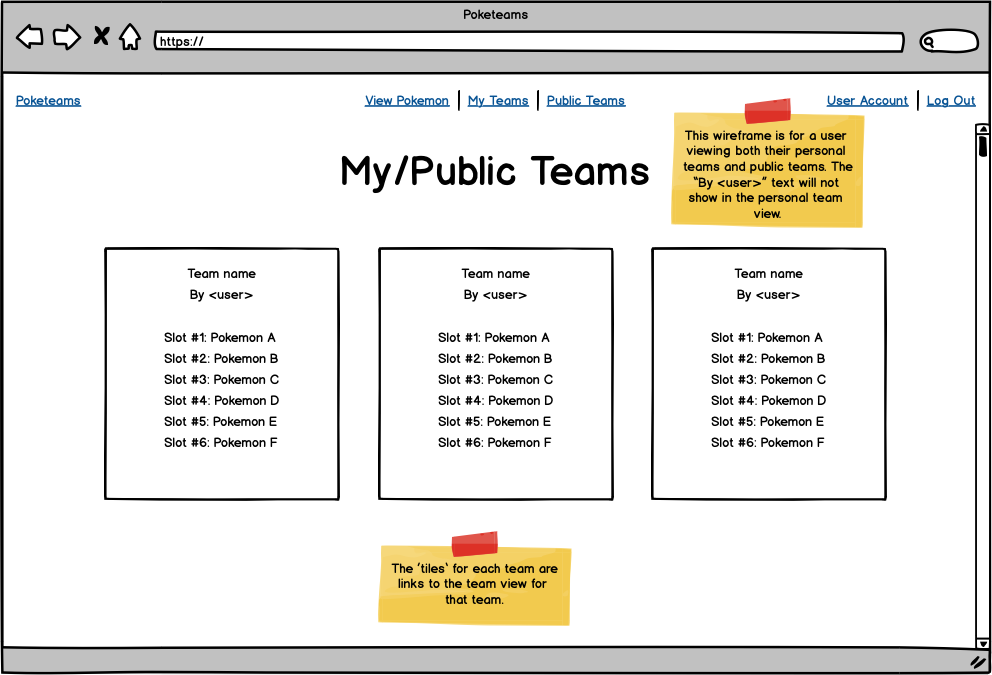 Poketeams
https://
Poketeams
View Pokemon
My Teams
Public Teams
User Account
Log Out
This wireframe is for a user
viewing both their personal
teams and public teams. The
"By <user>" text will not
show in the personal team
view.
My/Public Teams
Team name
By <user>
Slot #1: Pokemon A
Slot #2: Pokemon B
Slot #3: Pokemon C
Slot #4: Pokemon D
Slot #5: Pokemon E
Slot #6: Pokemon F
Team name
By <user>
Slot #1: Pokemon A
Slot #2: Pokemon B
Slot #3: Pokemon C
Slot #4: Pokemon D
Slot #5: Pokemon E
Slot #6: Pokemon F
Team name
By <user>
Slot #1: Pokemon A
Slot #2: Pokemon B
Slot #3: Pokemon C
Slot #4: Pokemon D
Slot #5: Pokemon E
Slot #6: Pokemon F
The 'tiles' for each team are
links to the team view for
that team.